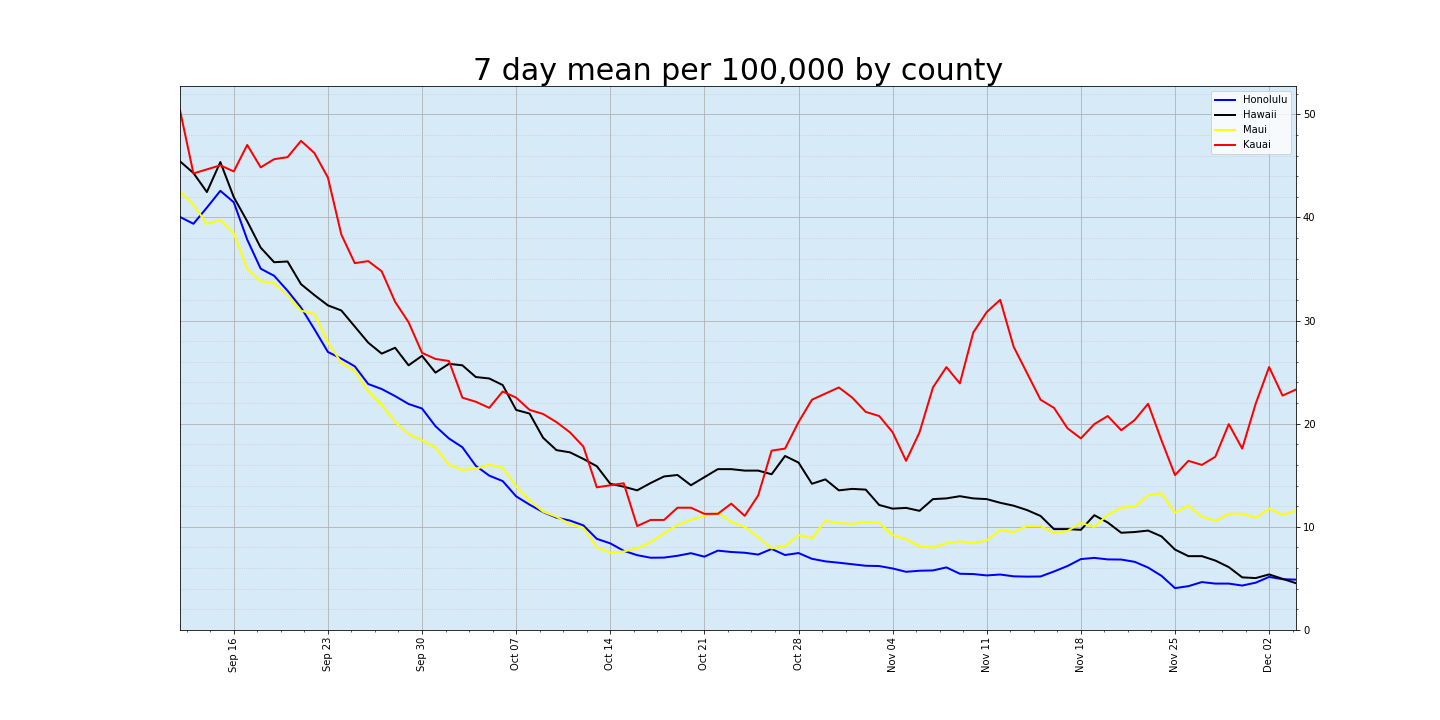 7 day mean per 100,000 by county
Honolulu
Hawaii
Maui
Kauai
50
40
30
20
10
0
Sep 16
Sep 23
Sep 30
Oct 07
Oct 14
Oct 21
Oct 28
Nov 04
Nov 11
Nov 18
Nov 25
Dec 02